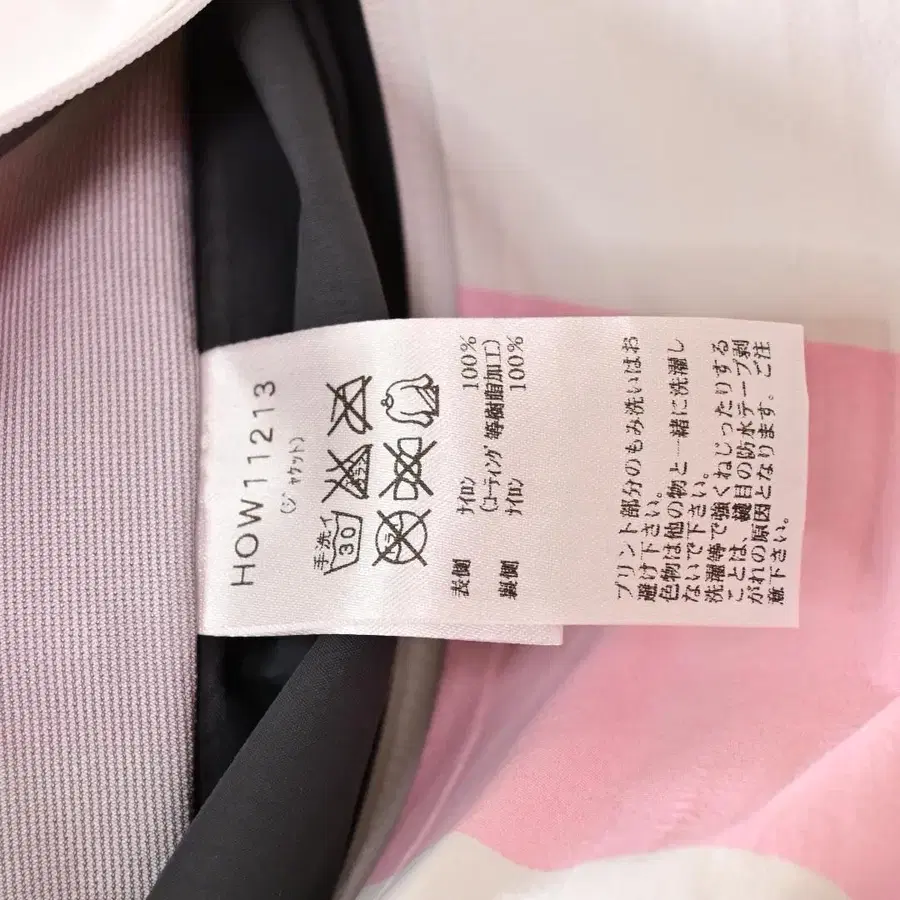 HOW11213
(ジャケット)
手洗イ
30
表側 ナイロン 100%
(コーティング等樹脂加工)
裏側 ナイロン 100%
プリント部分のもみ洗いはお
避け下さい。
色物は他の物と一緒に洗濯し
ないで下さい。
洗濯等で強くねじったりする
ことは、縫目の防水テープ剥
がれの原因となります。ご注
意下さい。